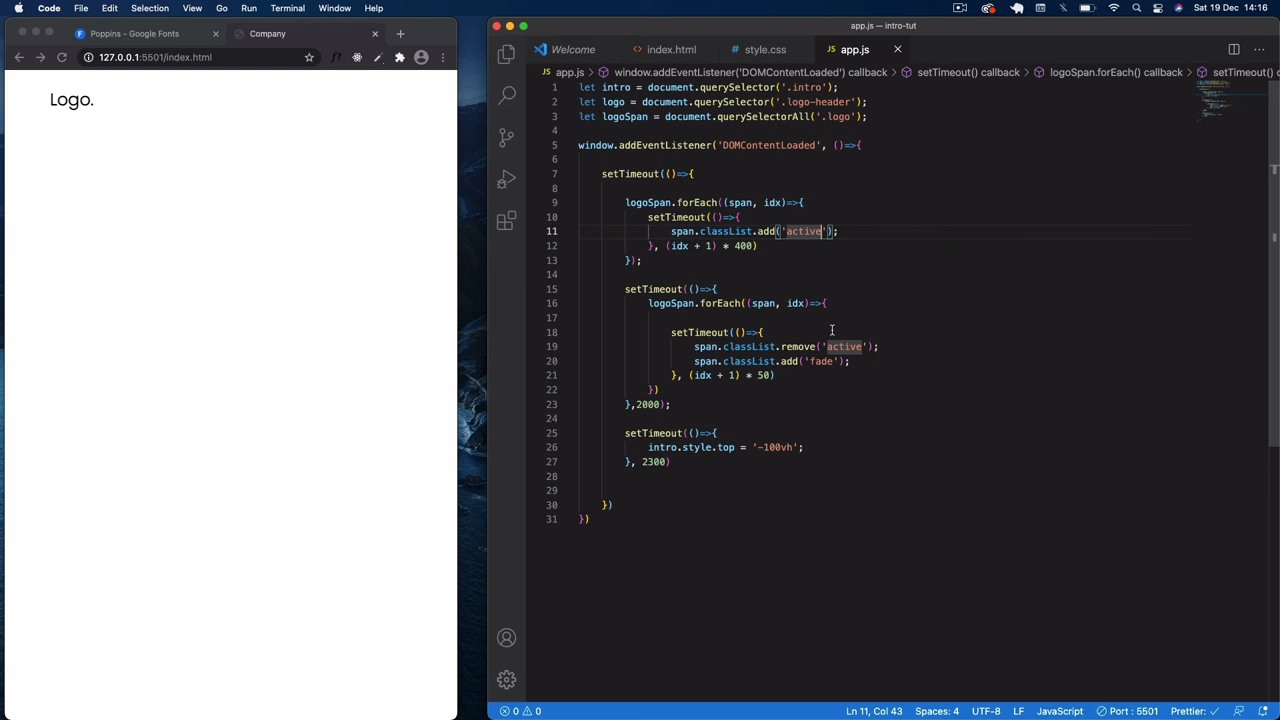 Code File Edit Selection View Go Run Terminal Window Help
Sat 19 Dec 14:16
Poppins - Google Fonts
Company
127.0.0.1:5501/index.html
f?
Logo.
app.js — intro-tut
Welcome
index.html
style.css
app.js
app.js > window.addEventListener('DOMContentLoaded') callback > setTimeout() callback > logoSpan.forEach() callback > setTimeout() c
1 let intro = document.querySelector('.intro');
2 let logo = document.querySelector('.logo-header');
3 let logoSpan = document.querySelectorAll('.logo');
4
5 window.addEventListener('DOMContentLoaded', ()=>{
6
7 setTimeout(()=>{
8
9 logoSpan.forEach((span, idx)=>{
10 setTimeout(()=>{
11 span.classList.add('active');
12 }, (idx + 1) * 400)
13 });
14
15 setTimeout(()=>{
16 logoSpan.forEach((span, idx)=>{
17
18 setTimeout(()=>{
19 span.classList.remove('active');
20 span.classList.add('fade');
21 }, (idx + 1) * 50)
22 })
23 },2000);
24
25 setTimeout(()=>{
26 intro.style.top = '-100vh';
27 }, 2300)
28
29
30 })
31 })
0 0 Ln 11, Col 43 Spaces: 4 UTF-8 LF JavaScript Port : 5501 Prettier: ✓